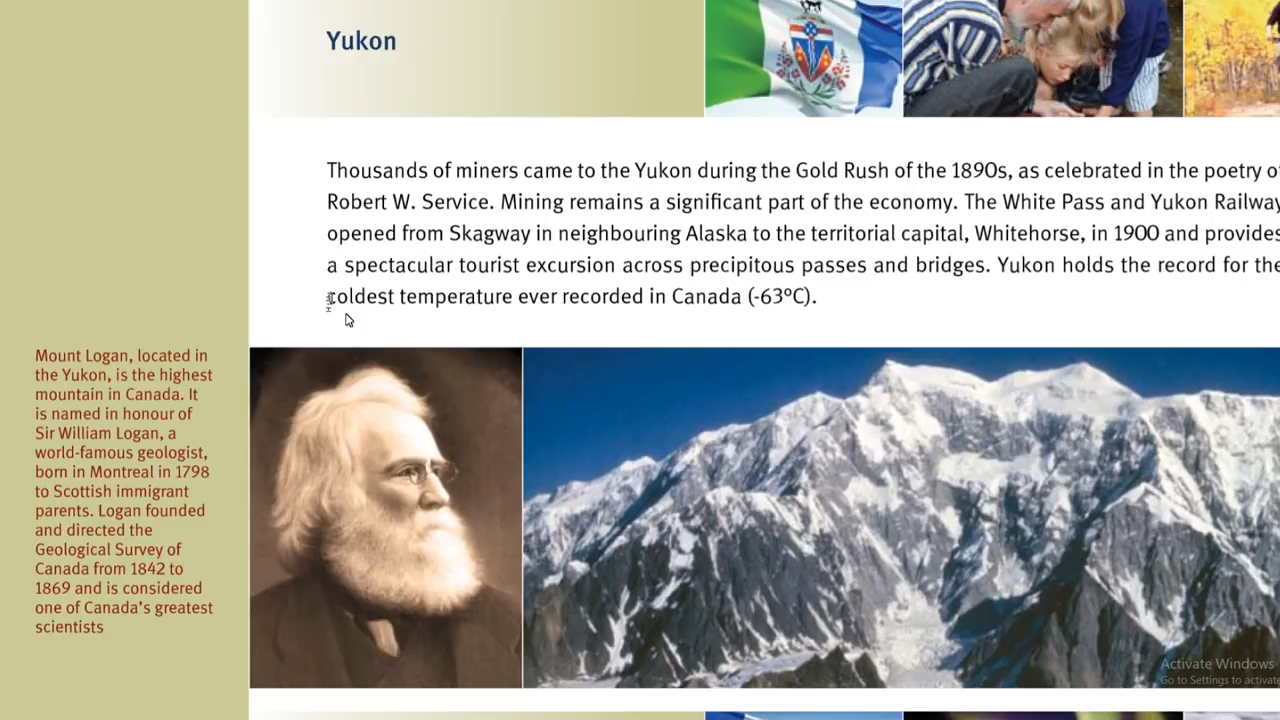 Yukon
Thousands of miners came to the Yukon during the Gold Rush of the 1890s, as celebrated in the poetry of
Robert W. Service. Mining remains a significant part of the economy. The White Pass and Yukon Railway
opened from Skagway in neighbouring Alaska to the territorial capital, Whitehorse, in 1900 and provides
a spectacular tourist excursion across precipitous passes and bridges. Yukon holds the record for the
coldest temperature ever recorded in Canada (-63ºC).
Mount Logan, located in
the Yukon, is the highest
mountain in Canada. It
is named in honour of
Sir William Logan, a
world-famous geologist,
born in Montreal in 1798
to Scottish immigrant
parents. Logan founded
and directed the
Geological Survey of
Canada from 1842 to
1869 and is considered
one of Canada's greatest
scientists
Activate Windows
Go to Settings to activate